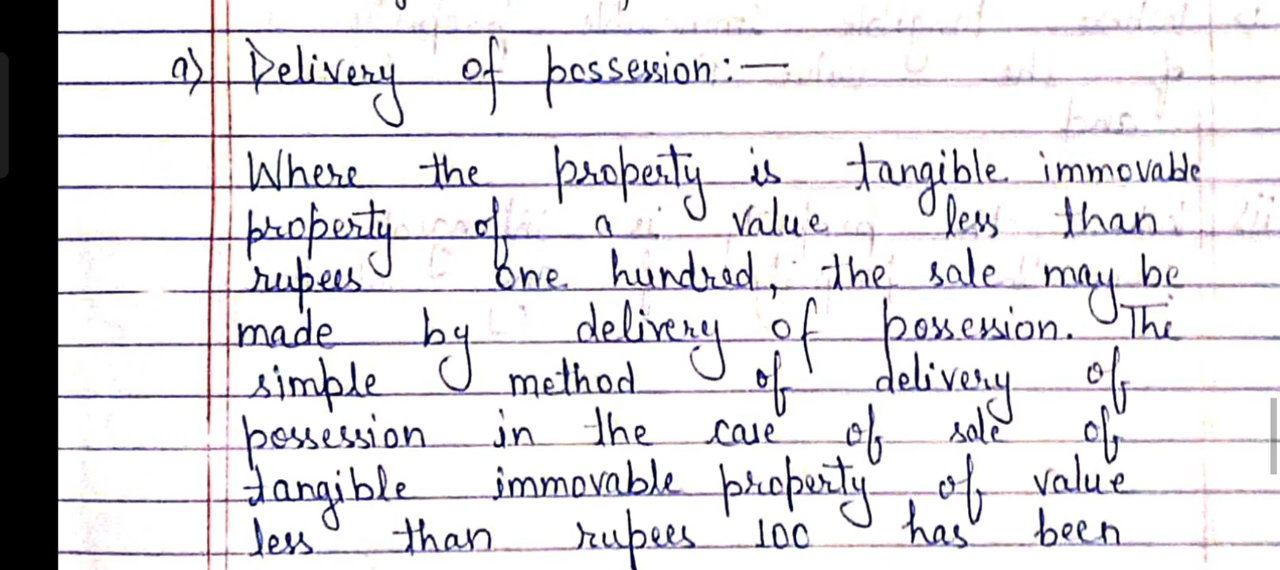 a) Delivery of possession:—
Where the property is tangible immovable
property of a value less than
rupees one hundred, the sale may be
made by delivery of possession. The
simple method of delivery of
possession in the case of sale of
tangible immovable property of value
less than rupees 100 has been